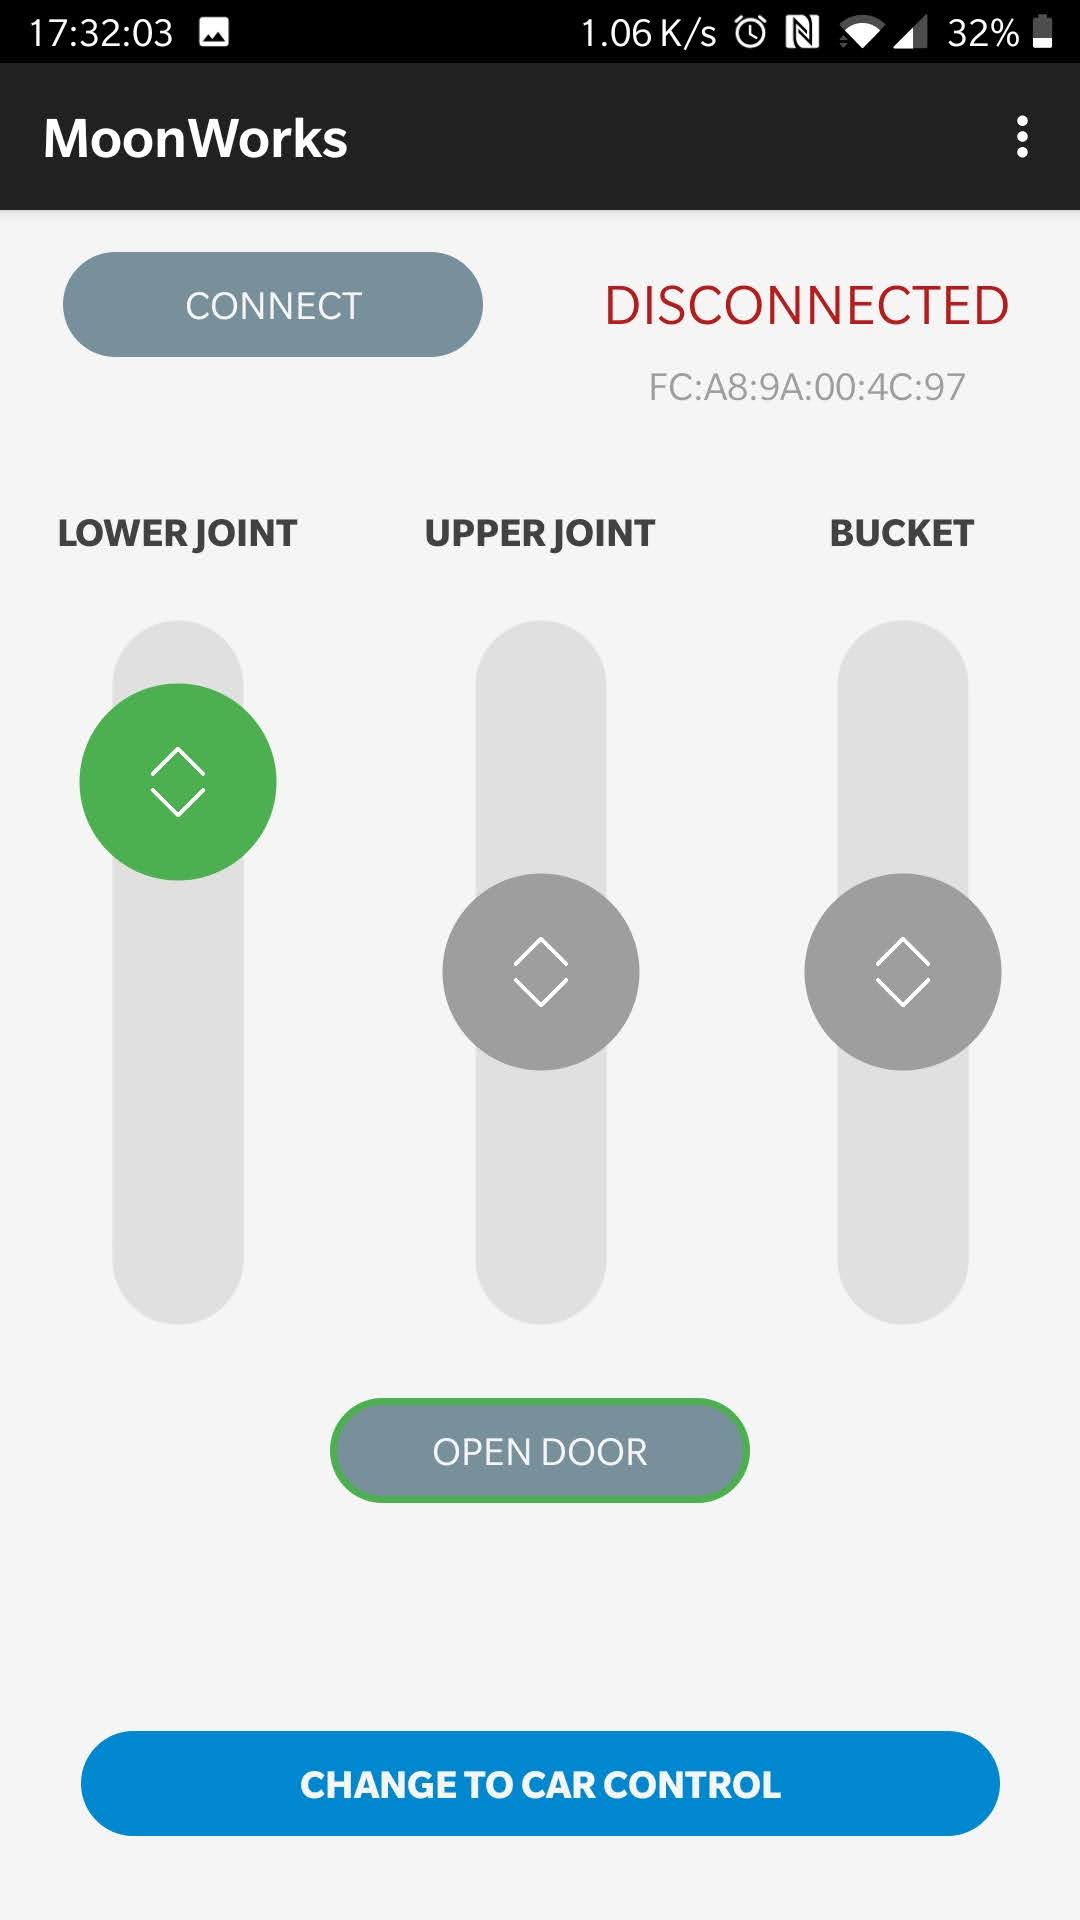 17:32:03 1.06 K/s 32%
MoonWorks
CONNECT
DISCONNECTED
FC:A8:9A:00:4C:97
LOWER JOINT UPPER JOINT BUCKET
OPEN DOOR
CHANGE TO CAR CONTROL